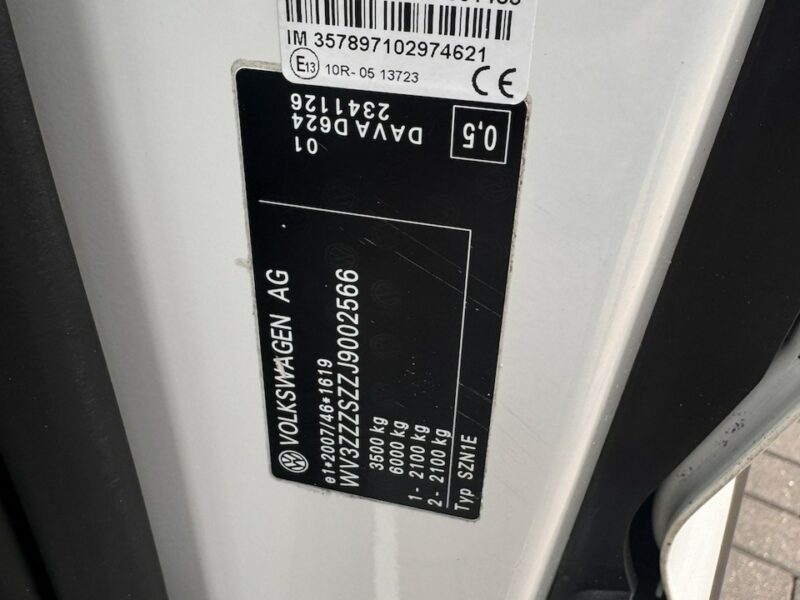 IM 357897102974621
E13 10R-05 13723 CE
VOLKSWAGEN AG
e1*2007/46*1619
WV3ZZZSZZJ9002566
3500 kg
6000 kg
1- 2100 kg
2- 2100 kg
Typ SZN1E
01
DAVA D624
2341126
0,5